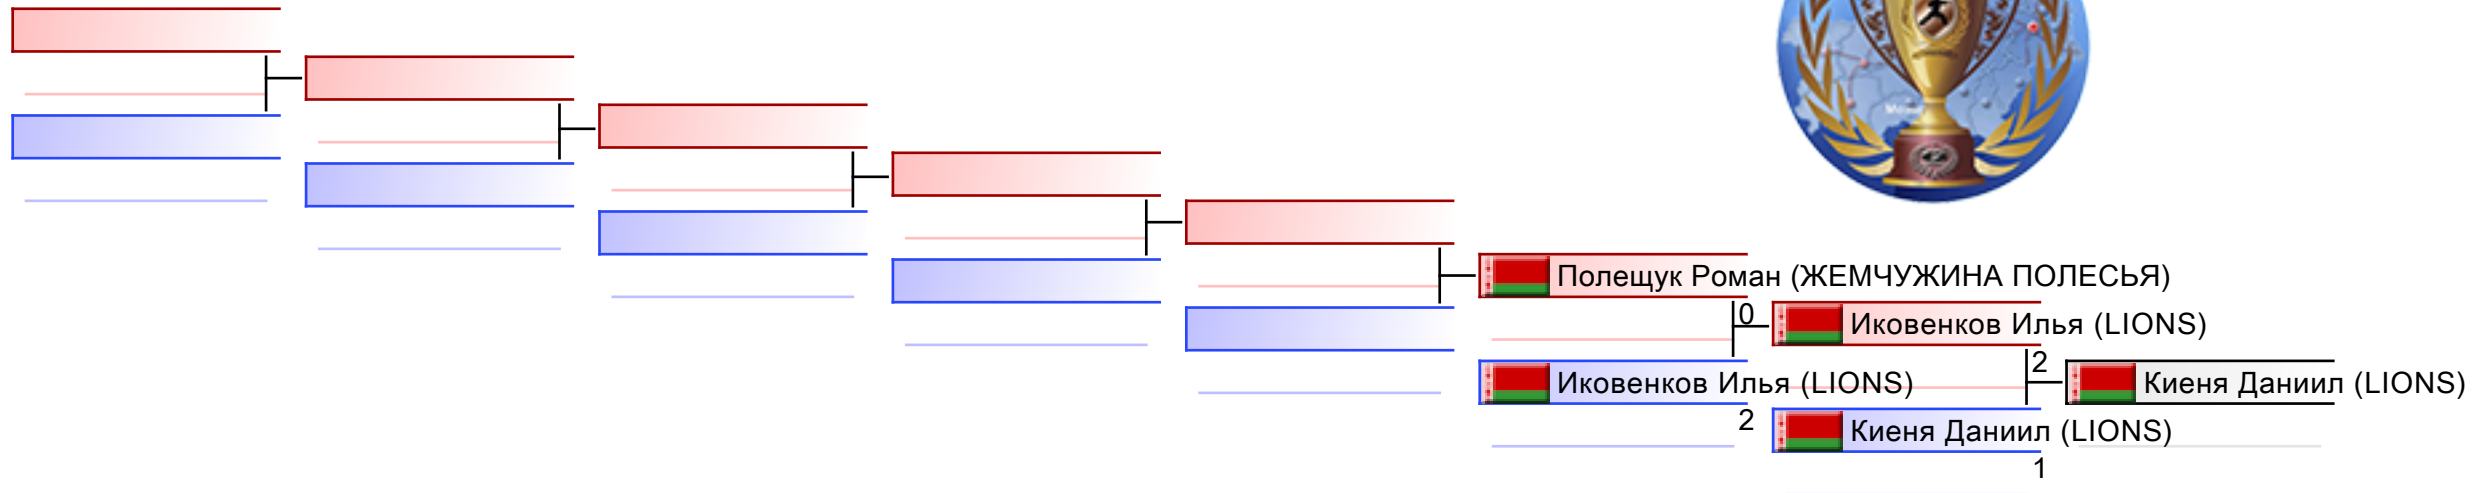 Полещук Роман (ЖЕМЧУЖИНА ПОЛЕСЬЯ)
0
Иковенков Илья (LIONS)
Иковенков Илья (LIONS)
2
2
Киеня Даниил (LIONS)
Киеня Даниил (LIONS)
1